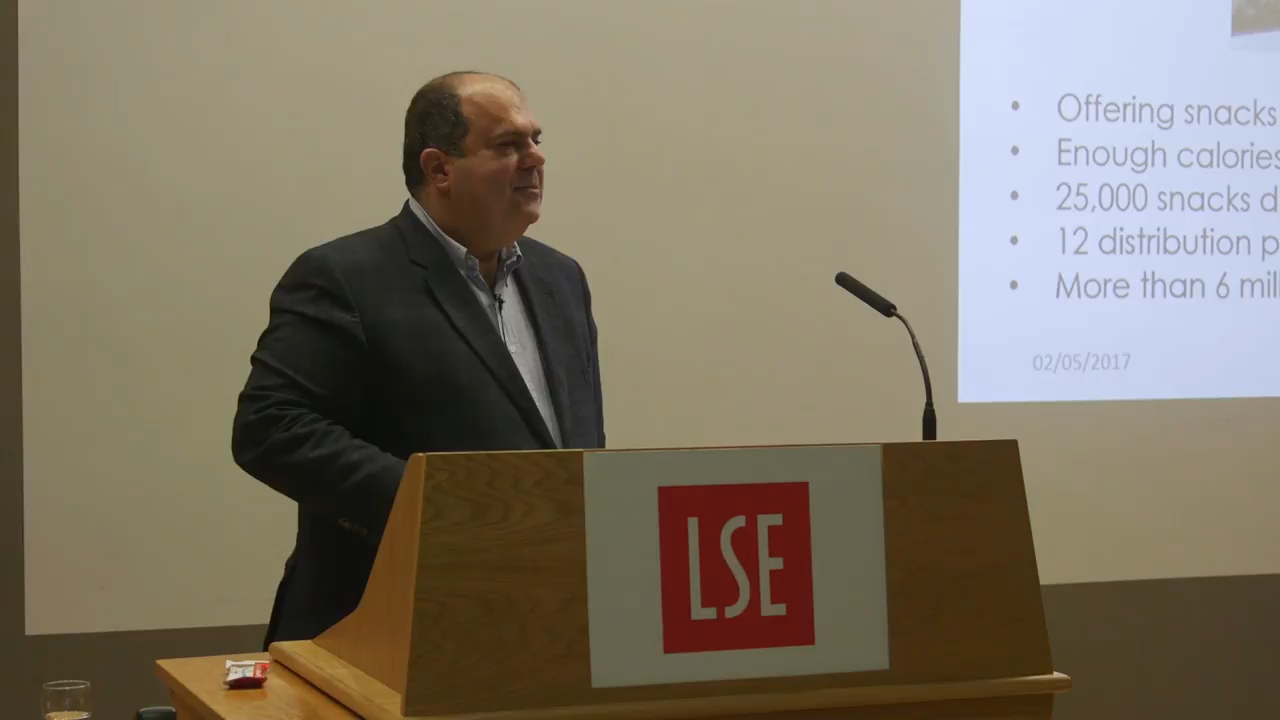 • Offering snacks
• Enough calories
• 25,000 snacks d
• 12 distribution p
• More than 6 mil
02/05/2017
LSE